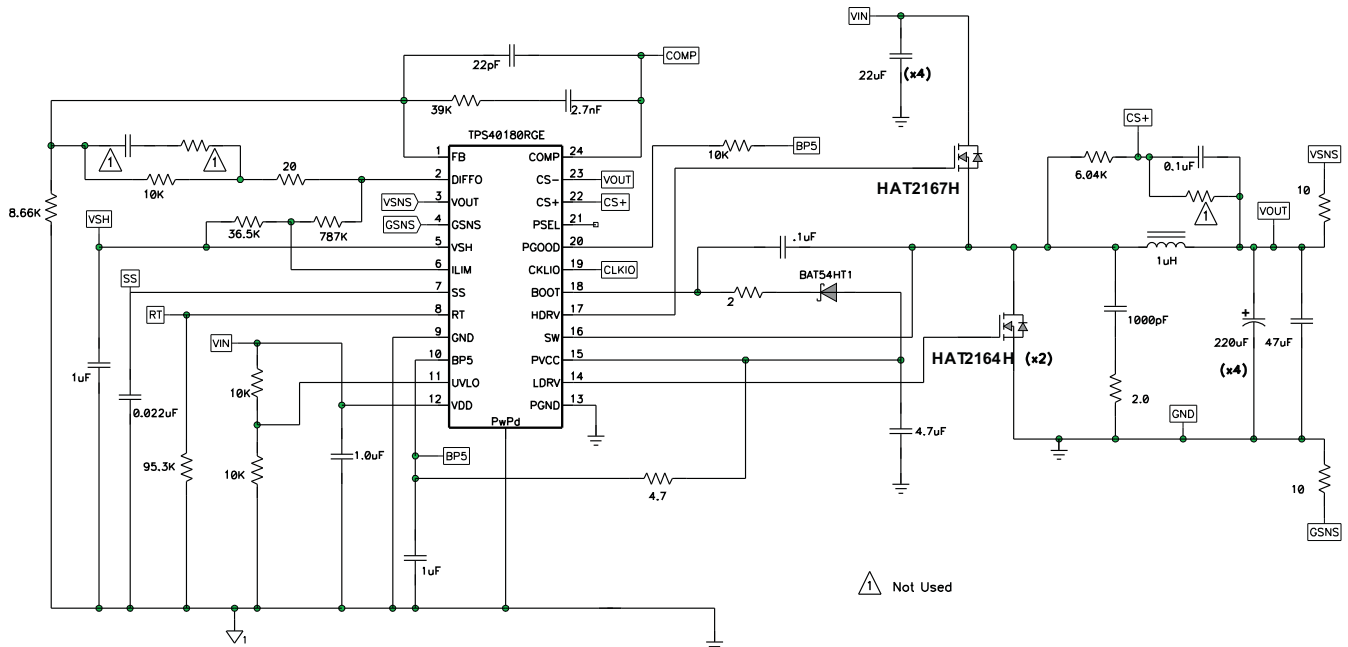 VIN
22uF (x4)
22pF
COMP
39K
2.7nF
TPS40180RGE
1 FB
2 DIFFO
3 VOUT
4 GSNS
5 VSH
6 ILIM
7 SS
8 RT
9 GND
10 BP5
11 UVLO
12 VDD
COMP 24
CS- 23
CS+ 22
PSEL 21
PGOOD 20
CKLIO 19
BOOT 18
HDRV 17
SW 16
PVCC 15
LDRV 14
PGND 13
PwPd
1
1
10K
20
8.66K
VSNS
GSNS
VSH
36.5K
787K
SS
RT
VIN
1uF
0.022uF
95.3K
10K
10K
1.0uF
BP5
1uF
4.7
1
10K
BP5
VOUT
CS+
CLKIO
HAT2167H
.1uF
BAT54HT1
2
HAT2164H (x2)
4.7uF
CS+
6.04K
0.1uF
1
VSNS
10
VOUT
1uH
1000pF
2.0
+
220uF
(x4)
47uF
GND
10
GSNS
1 Not Used